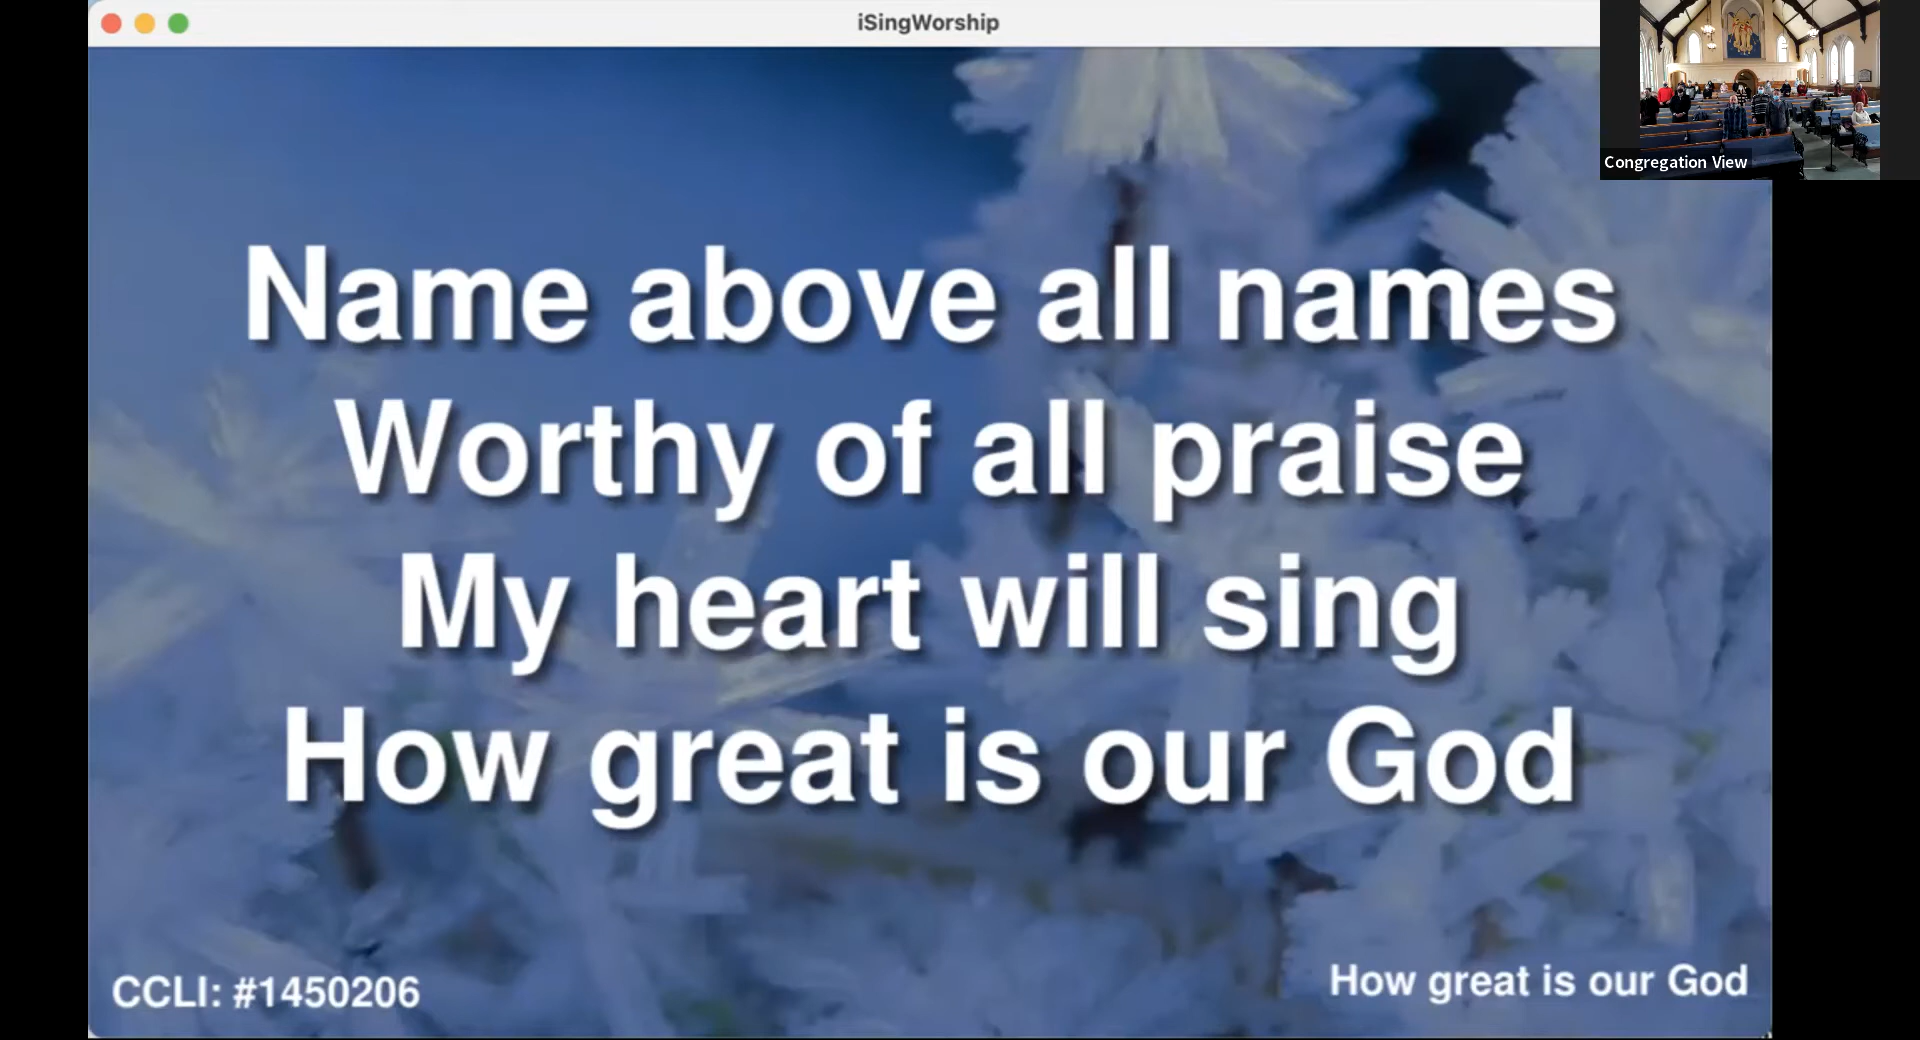 iSingWorship
Congregation View
Name above all names
Worthy of all praise
My heart will sing
How great is our God
CCLI: #1450206
How great is our God